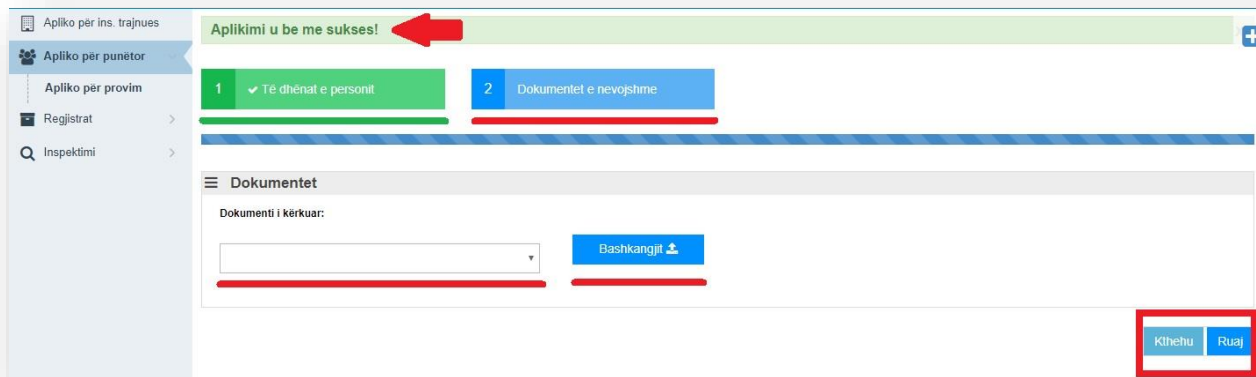 Apliko për ins. trajnues
Apliko për punëtor
Apliko për provim
Regjistrat
Inspektimi
Aplikimi u be me sukses!
1 Të dhënat e personit
2 Dokumentet e nevojshme
Dokumentet
Dokumenti i kërkuar:
Bashkangjit
Kthehu Ruaj